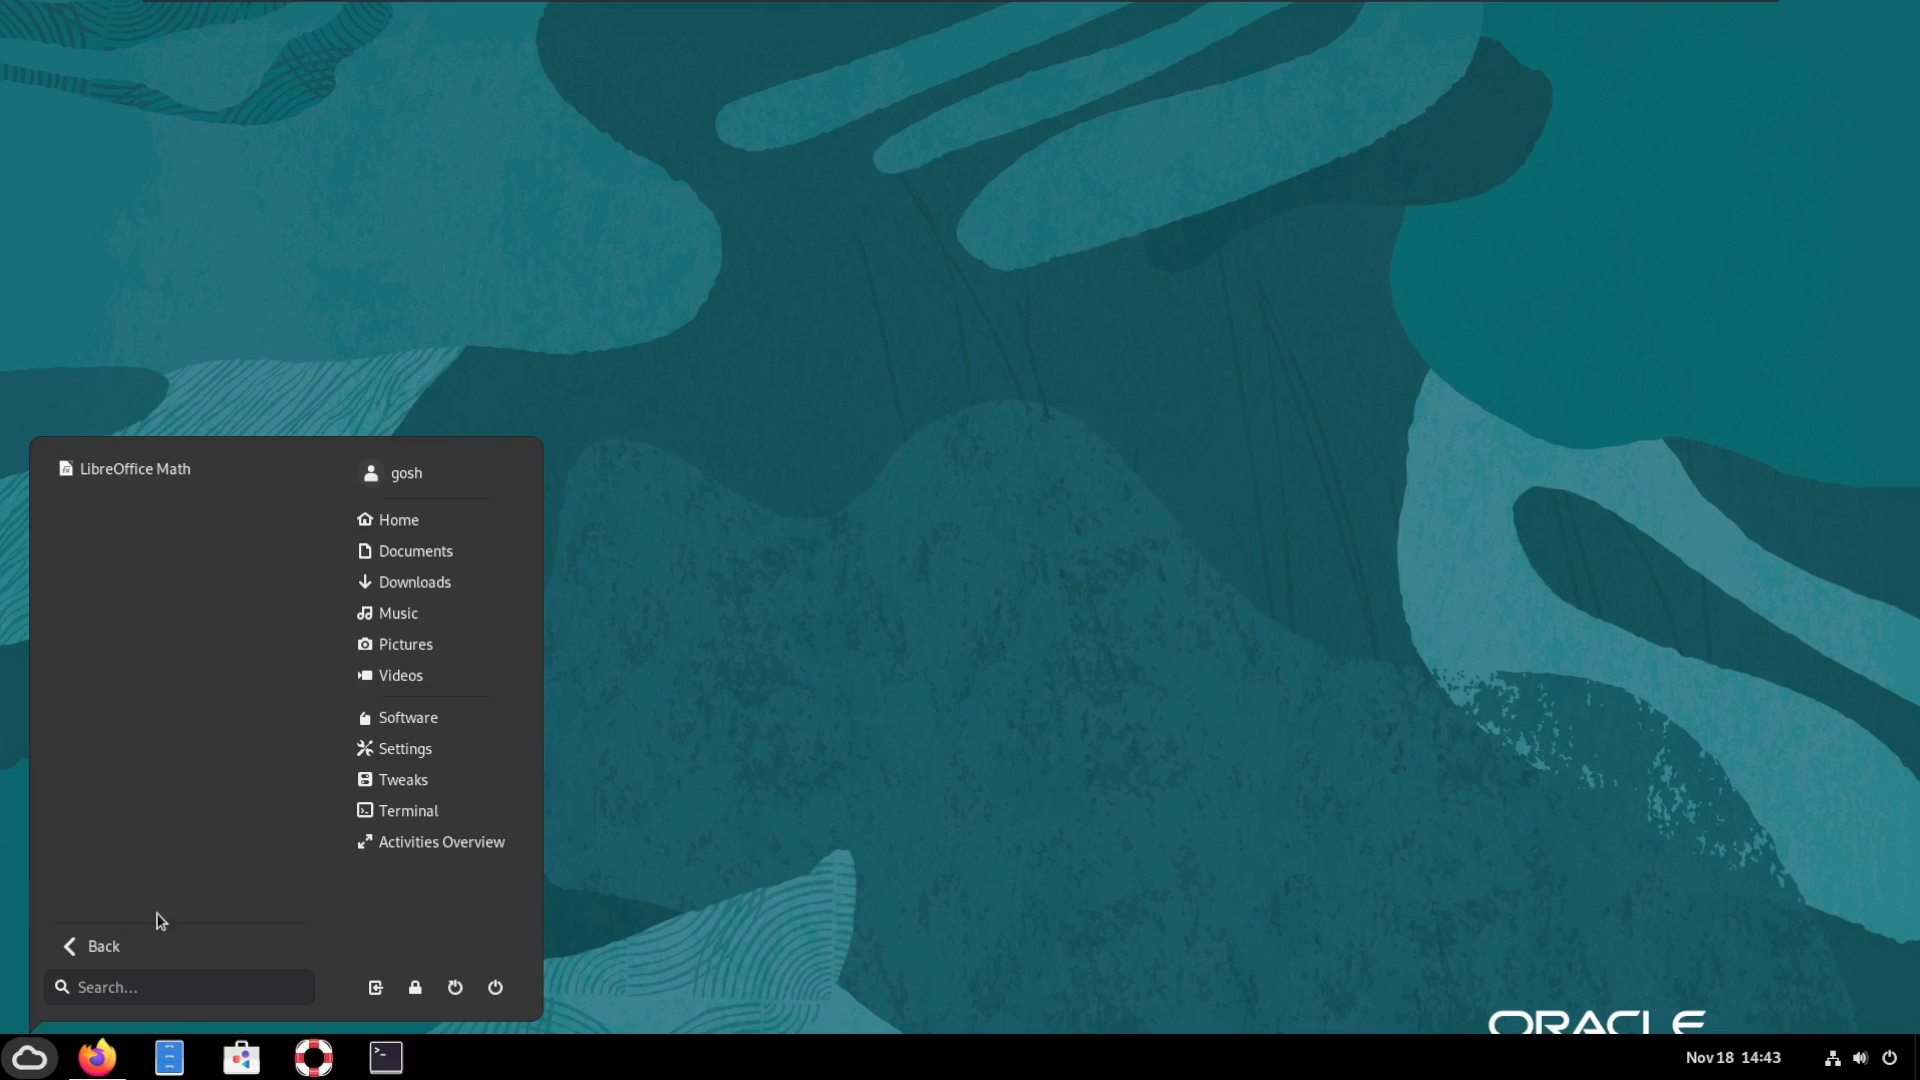 LibreOffice Math
gosh
Home
Documents
Downloads
Music
Pictures
Videos
Software
Settings
Tweaks
Terminal
Activities Overview
Back
Search...
ORACLE
Nov 18 14:43